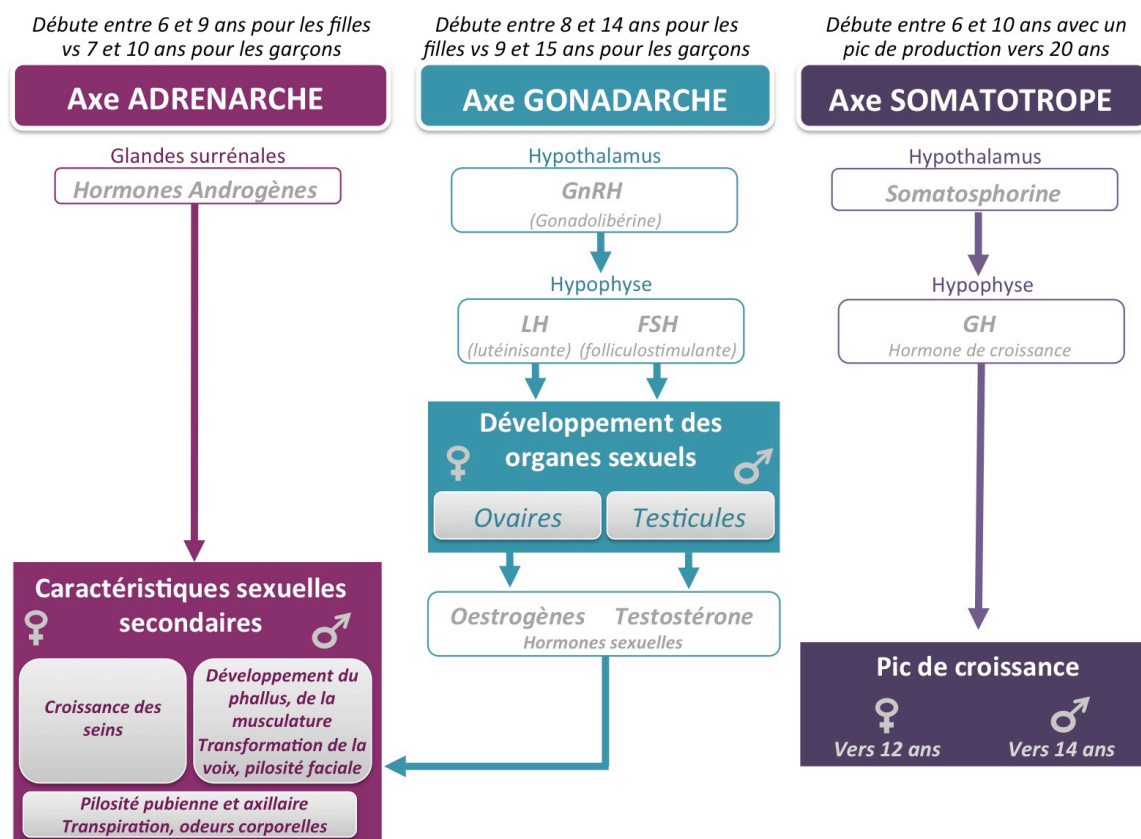 Débute entre 6 et 9 ans pour les filles
vs 7 et 10 ans pour les garçons
Axe ADRENARCHE
Glandes surrénales
Hormones Androgènes
Caractéristiques sexuelles
secondaires
Croissance des
seins
Développement du
phallus, de la
musculature
Transformation de la
voix, pilosité faciale
Pilosité pubienne et axillaire
Transpiration, odeurs corporelles
Débute entre 8 et 14 ans pour les
filles vs 9 et 15 ans pour les garçons
Axe GONADARCHE
Hypothalamus
GnRH
(Gonadolibérine)
Hypophyse
LH FSH
(lutéinisante) (folliculostimulante)
Développement des
organes sexuels
Ovaires Testicules
Oestrogènes Testostérone
Hormones sexuelles
Débute entre 6 et 10 ans avec un
pic de production vers 20 ans
Axe SOMATOTROPE
Hypothalamus
Somatosphorine
Hypophyse
GH
Hormone de croissance
Pic de croissance
Vers 12 ans Vers 14 ans